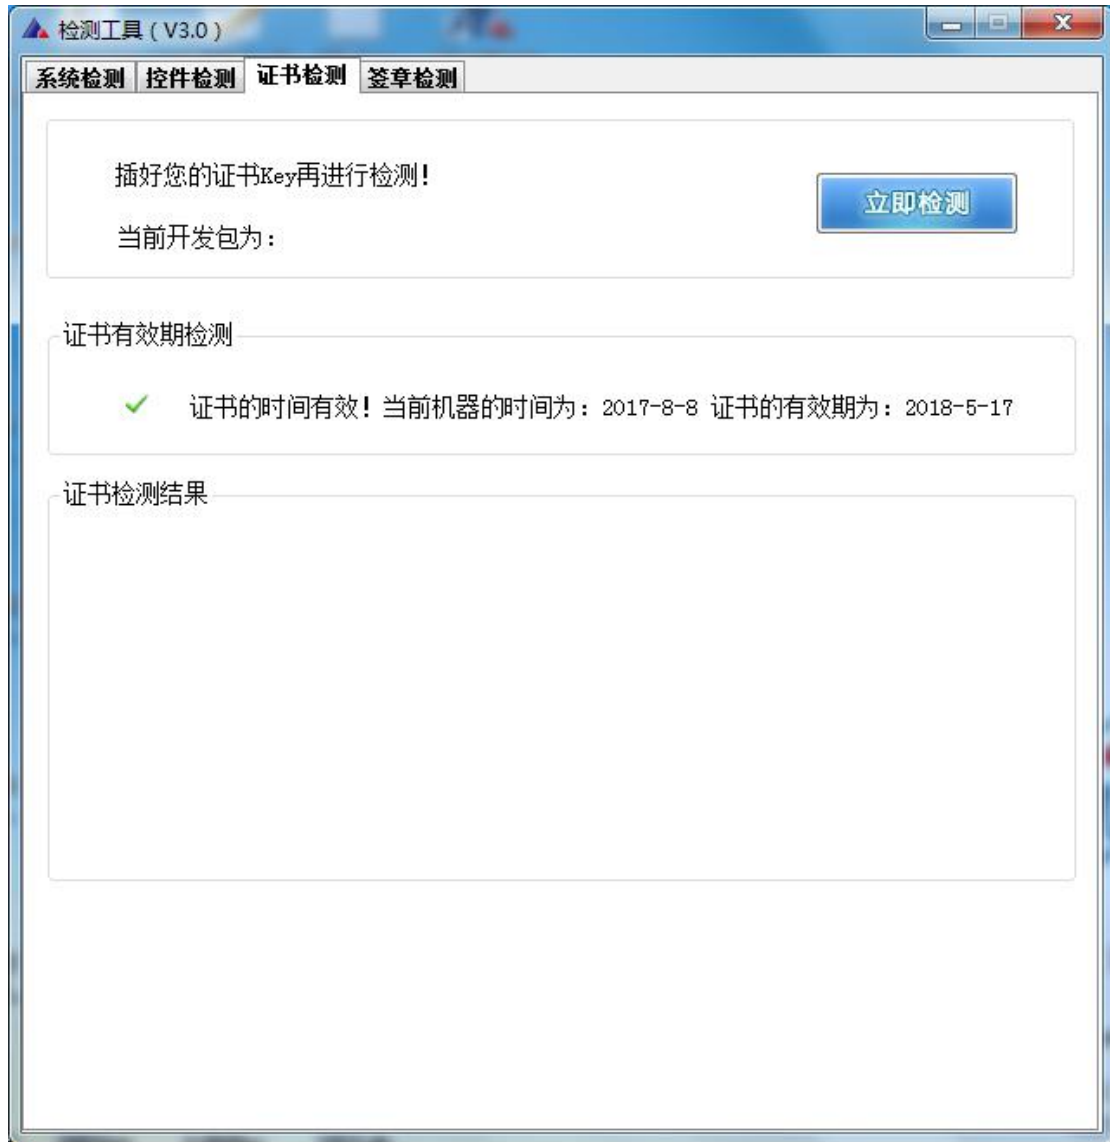 检测工具（V3.0）
系统检测 控件检测 证书检测 签章检测
插好您的证书Key再进行检测！
立即检测
当前开发包为：
证书有效期检测
证书的时间有效！当前机器的时间为：2017-8-8 证书的有效期为：2018-5-17
证书检测结果